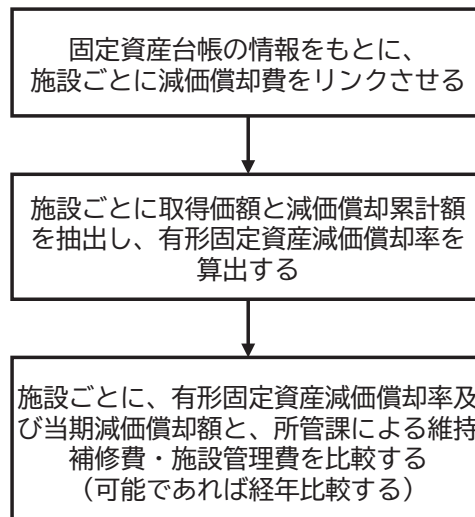 固定資産台帳の情報をもとに、
施設ごとに減価償却費をリンクさせる
施設ごとに取得価額と減価償却累計額
を抽出し、有形固定資産減価償却率を
算出する
施設ごとに、有形固定資産減価償却率及
び当期減価償却額と、所管課による維持
補修費・施設管理費を比較する
（可能であれば経年比較する）